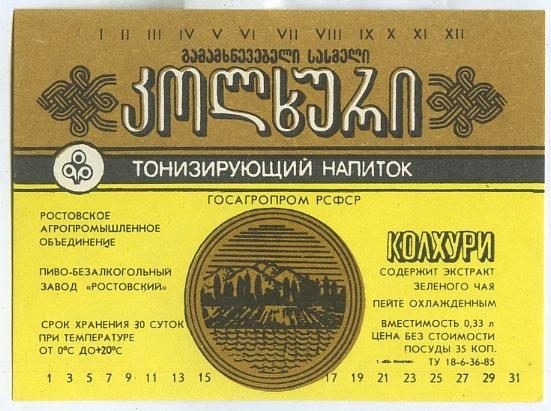 I II III IV V VI VII VIII IX X XI XII
გამამხნევებელი სასმელი
კოლხური
ТОНИЗИРУЮЩИЙ НАПИТОК
ГОСАГРОПРОМ РСФСР
РОСТОВСКОЕ
АГРОПРОМЫШЛЕННОЕ
ОБЪЕДИНЕНИЕ
ПИВО-БЕЗАЛКОГОЛЬНЫЙ
ЗАВОД «РОСТОВСКИЙ»
СРОК ХРАНЕНИЯ 30 СУТОК
ПРИ ТЕМПЕРАТУРЕ
ОТ 0°С ДО+20°С
КОЛХУРИ
СОДЕРЖИТ ЭКСТРАКТ
ЗЕЛЕНОГО ЧАЯ
ПЕЙТЕ ОХЛАЖДЕННЫМ
ВМЕСТИМОСТЬ 0,33 л
ЦЕНА БЕЗ СТОИМОСТИ
ПОСУДЫ 35 КОП.
ТУ 18-6-36-85
1 3 5 7 9 11 13 15 17 19 21 23 25 27 29 31